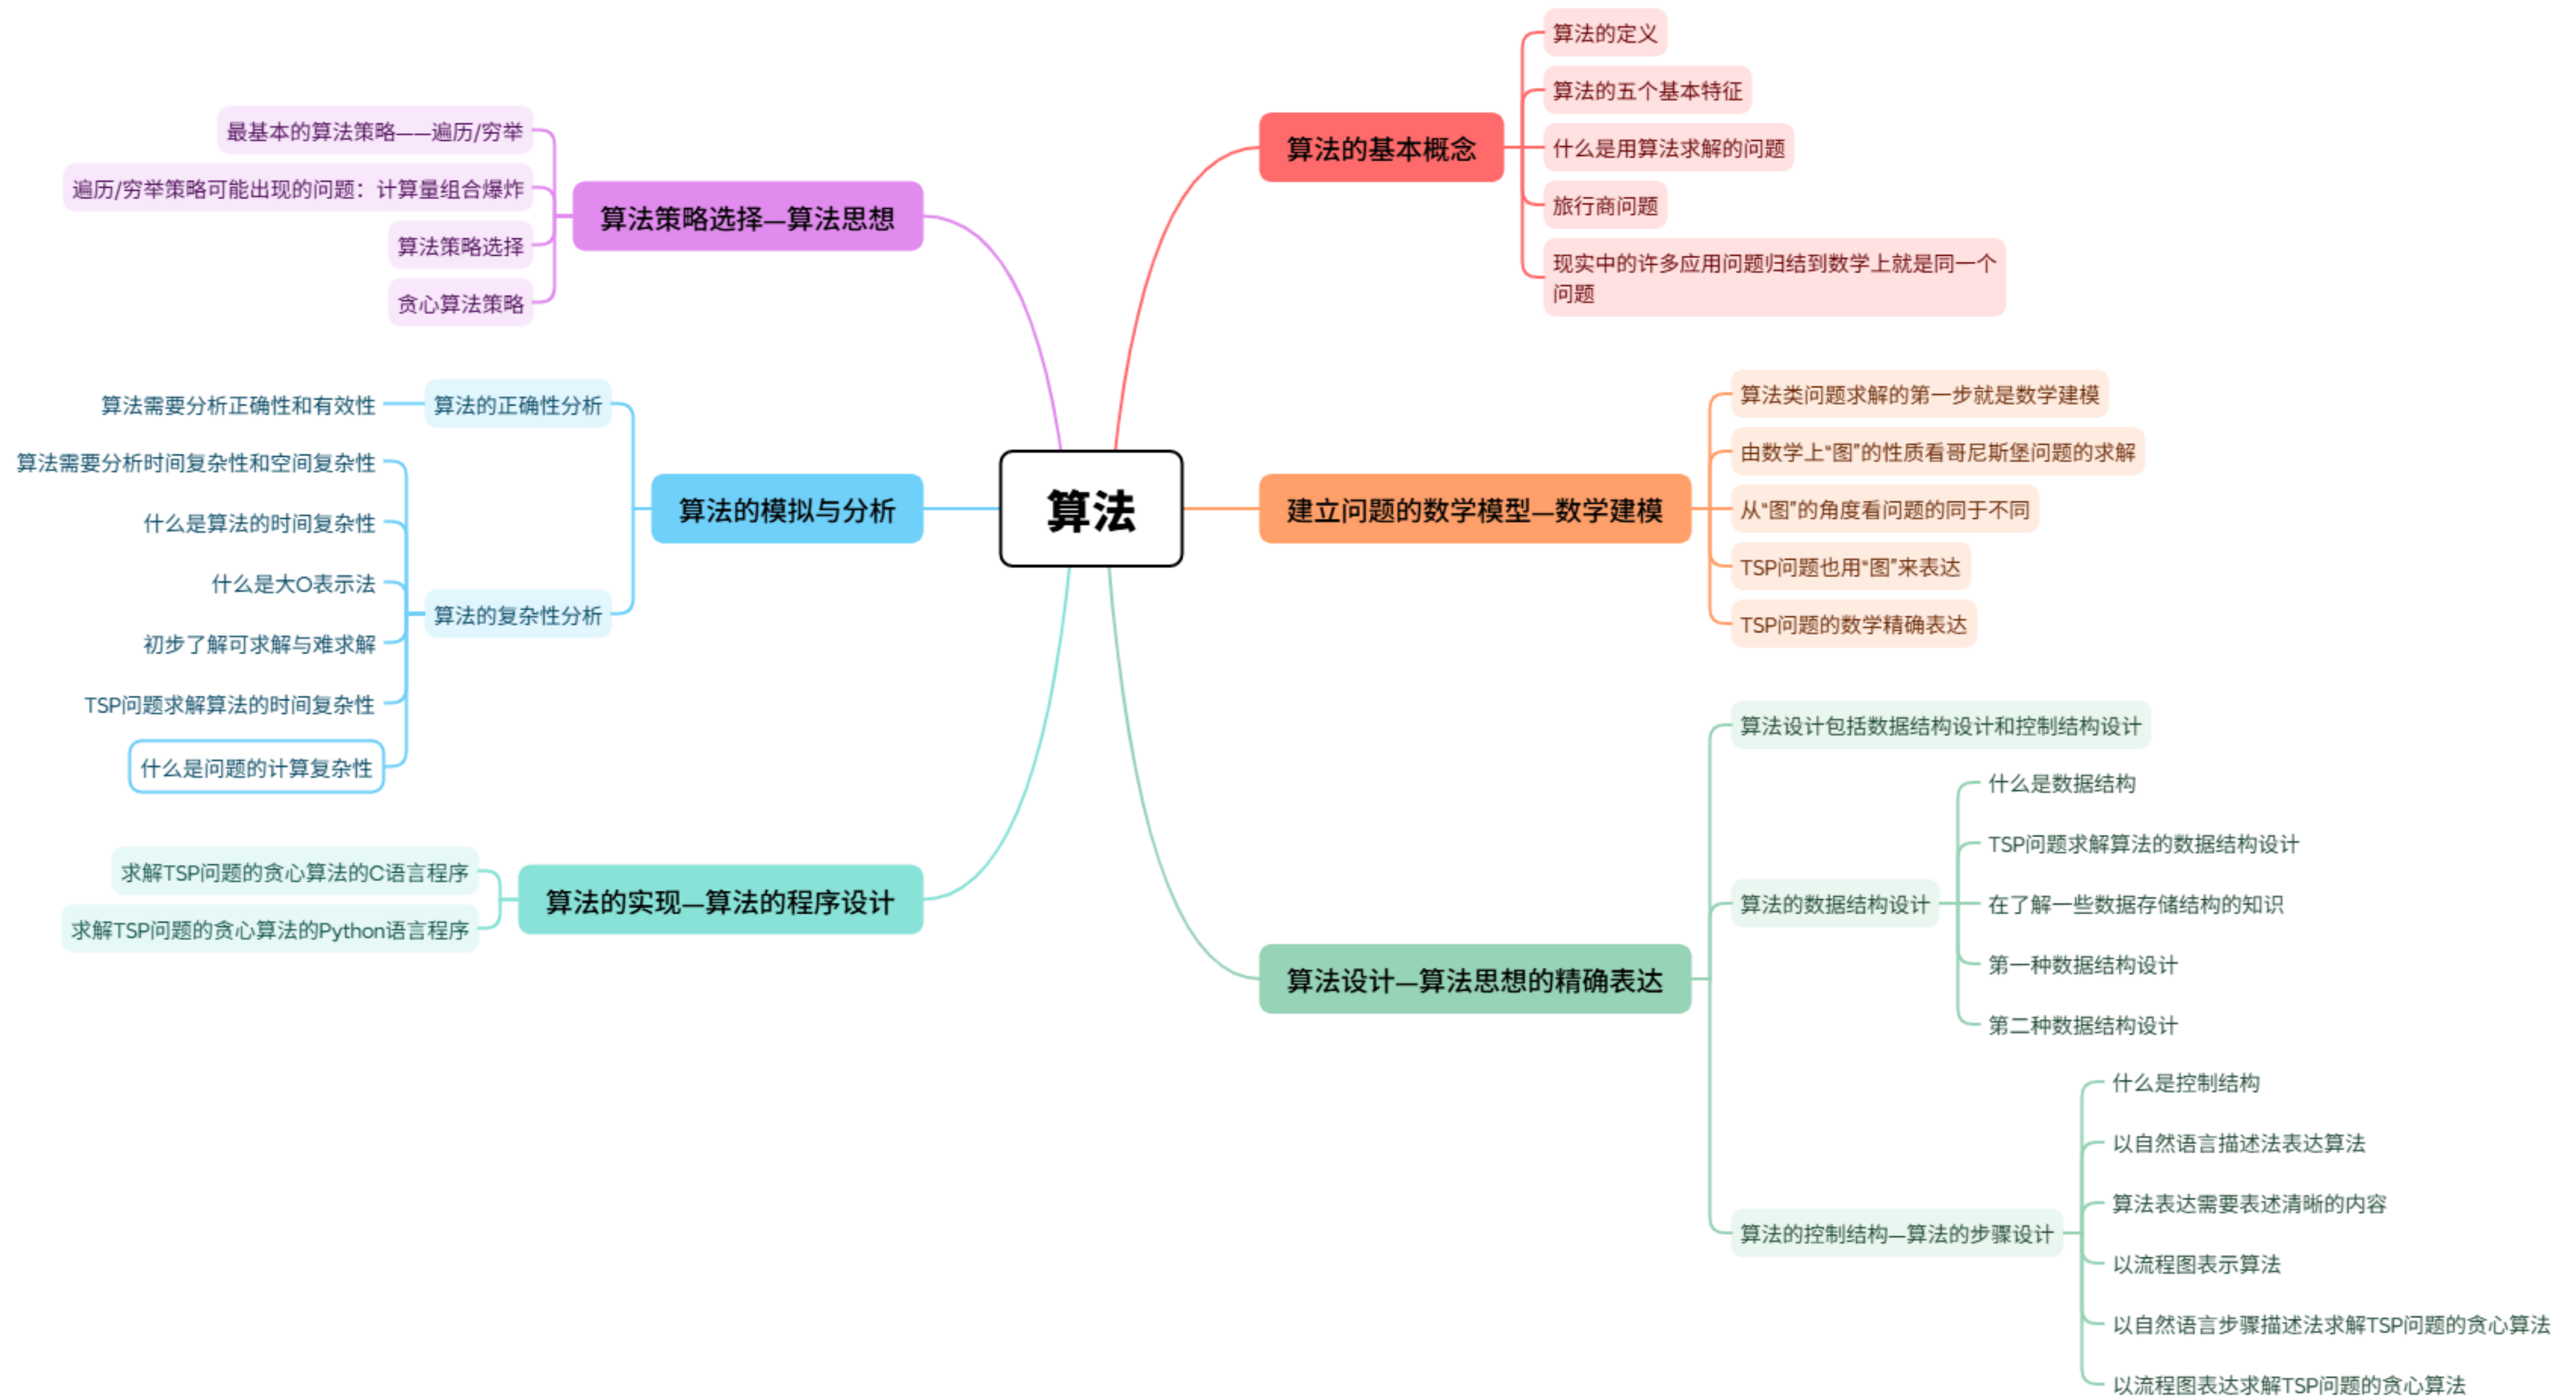 算法
算法的基本概念
算法的定义
算法的五个基本特征
什么是用算法求解的问题
旅行商问题
现实中的许多应用问题归结到数学上就是同一个
问题
建立问题的数学模型—数学建模
算法类问题求解的第一步就是数学建模
由数学上“图”的性质看哥尼斯堡问题的求解
从“图”的角度看问题的同于不同
TSP问题也用“图”来表达
TSP问题的数学精确表达
算法设计—算法思想的精确表达
算法设计包括数据结构设计和控制结构设计
算法的数据结构设计
什么是数据结构
TSP问题求解算法的数据结构设计
在了解一些数据存储结构的知识
第一种数据结构设计
第二种数据结构设计
算法的控制结构—算法的步骤设计
什么是控制结构
以自然语言描述法表达算法
算法表达需要表述清晰的内容
以流程图表示算法
以自然语言步骤描述法求解TSP问题的贪心算法
以流程图表达求解TSP问题的贪心算法
算法策略选择—算法思想
最基本的算法策略——遍历/穷举
遍历/穷举策略可能出现的问题：计算量组合爆炸
算法策略选择
贪心算法策略
算法的模拟与分析
算法的正确性分析
算法需要分析正确性和有效性
算法的复杂性分析
算法需要分析时间复杂性和空间复杂性
什么是算法的时间复杂性
什么是大O表示法
初步了解可求解与难求解
TSP问题求解算法的时间复杂性
什么是问题的计算复杂性
算法的实现—算法的程序设计
求解TSP问题的贪心算法的C语言程序
求解TSP问题的贪心算法的Python语言程序